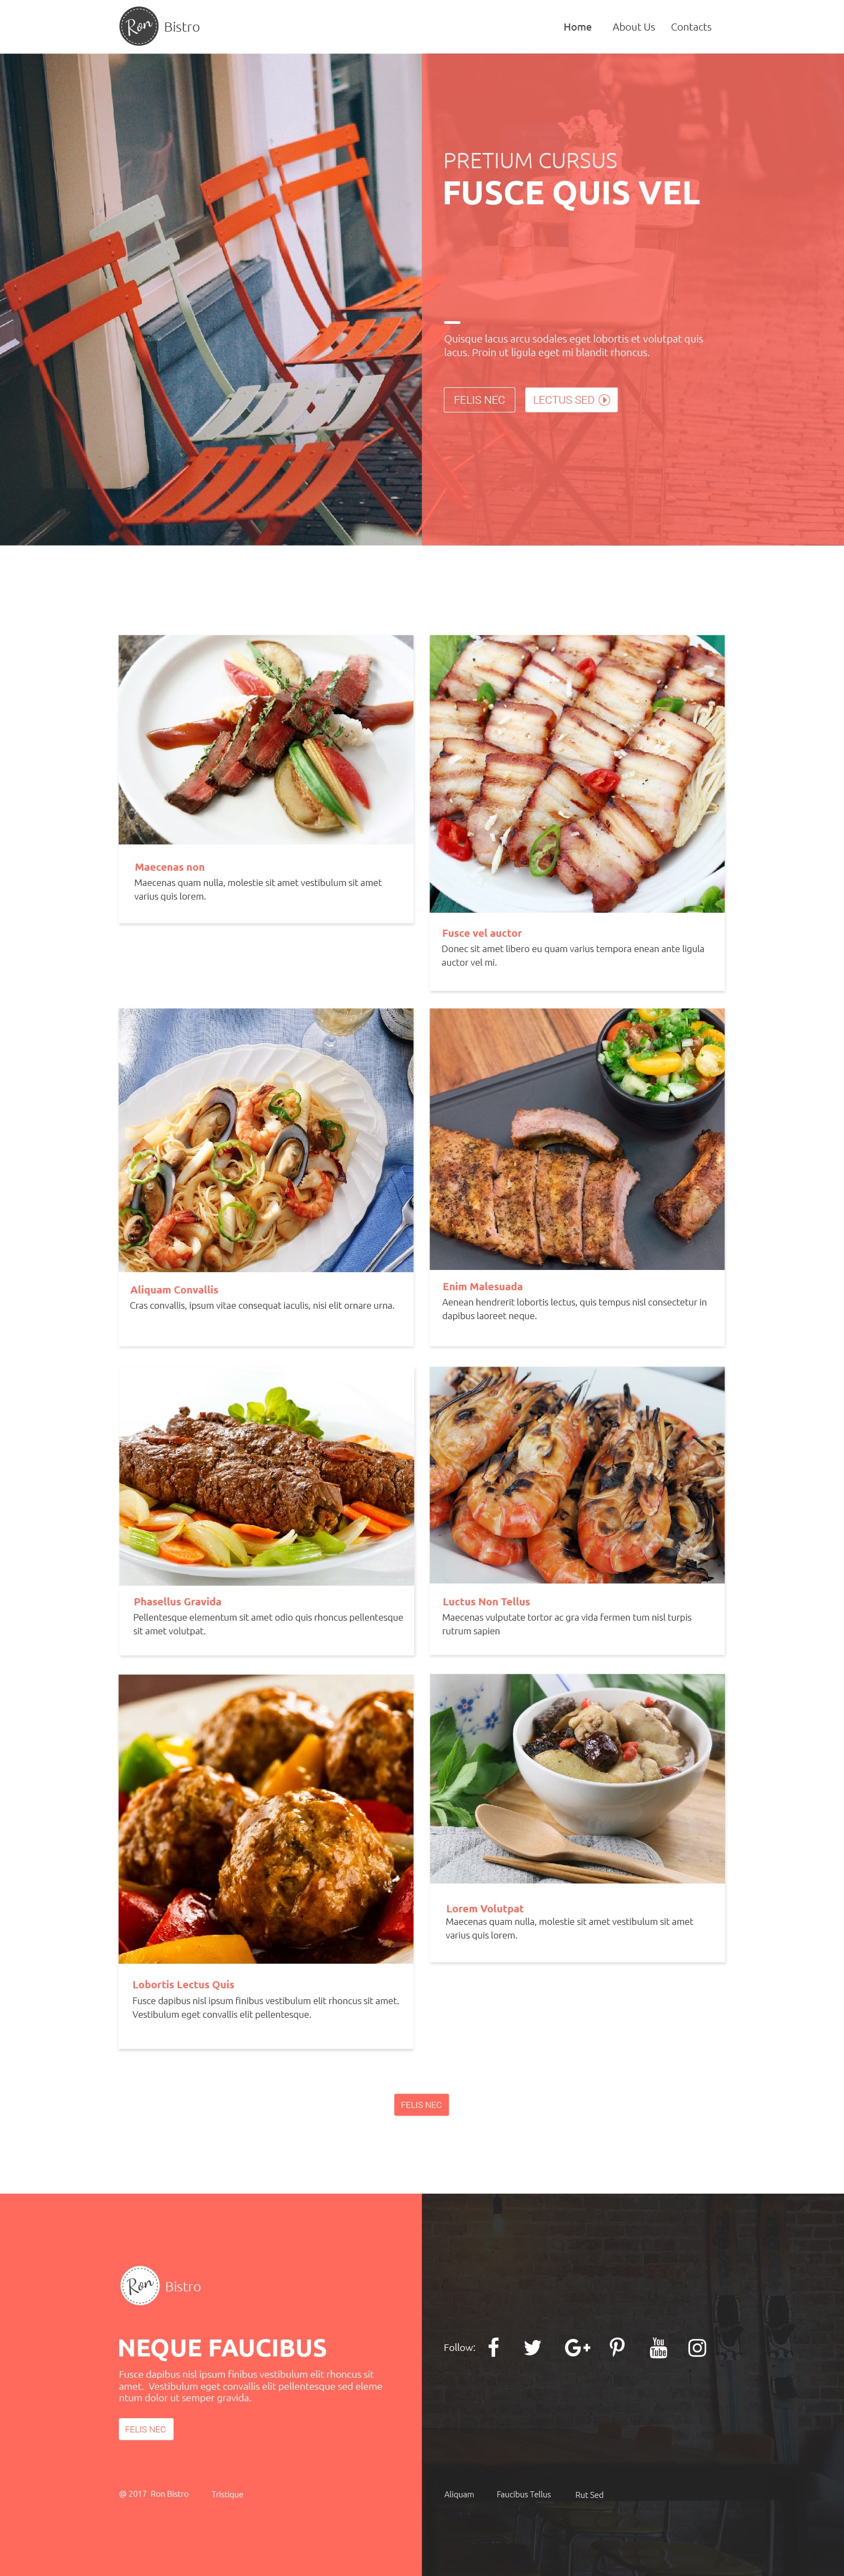 Ron Bistro
Home About Us Contacts
PRETIUM CURSUS
FUSCE QUIS VEL
Quisque lacus arcu sodales eget lobortis et volutpat quis
lacus. Proin ut ligula eget mi blandit rhoncus.
FELIS NEC LECTUS SED
Maecenas non
Maecenas quam nulla, molestie sit amet vestibulum sit amet
varius quis lorem.
Fusce vel auctor
Donec sit amet libero eu quam varius tempora enean ante ligula
auctor vel mi.
Aliquam Convallis
Cras convallis, ipsum vitae consequat iaculis, nisi elit ornare urna.
Enim Malesuada
Aenean hendrerit lobortis lectus, quis tempus nisl consectetur in
dapibus laoreet neque.
Phasellus Gravida
Pellentesque elementum sit amet odio quis rhoncus pellentesque
sit amet volutpat.
Luctus Non Tellus
Maecenas vulputate tortor ac gra vida fermen tum nisl turpis
rutrum sapien
Lobortis Lectus Quis
Fusce dapibus nisl ipsum finibus vestibulum elit rhoncus sit amet.
Vestibulum eget convallis elit pellentesque.
Lorem Volutpat
Maecenas quam nulla, molestie sit amet vestibulum sit amet
varius quis lorem.
FELIS NEC
Ron Bistro
NEQUE FAUCIBUS
Fusce dapibus nisl ipsum finibus vestibulum elit rhoncus sit
amet. Vestibulum eget convallis elit pellentesque sed eleme
ntum dolor ut semper gravida.
FELIS NEC
@ 2017 Ron Bistro Tristique
Follow:
You
Tube
Aliquam Faucibus Tellus Rut Sed